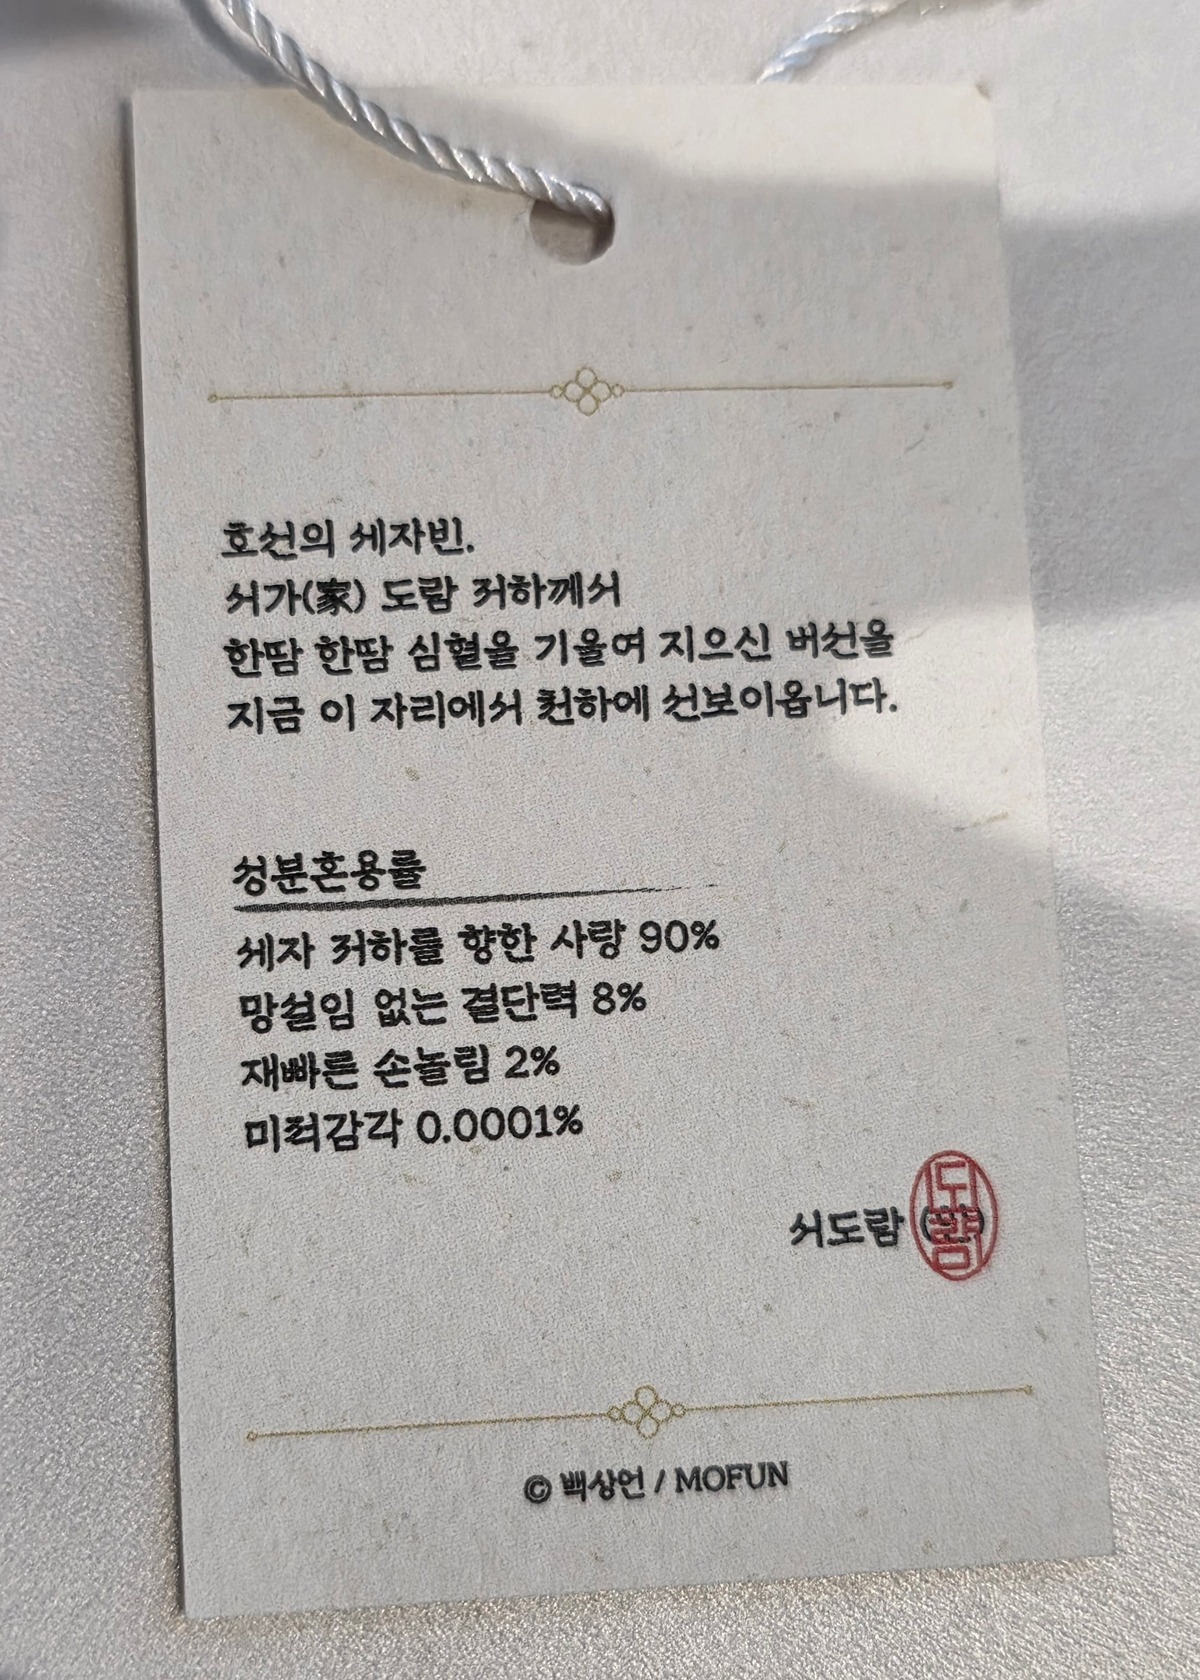 호선의 세자빈.
서가(家) 도람 저하께서
한땀 한땀 심혈을 기울여 지으신 버선을
지금 이 자리에서 천하에 선보이옵니다.
성분혼용률
세자 저하를 향한 사랑 90%
망설임 없는 결단력 8%
재빠른 손놀림 2%
미적감각 0.0001%
서도람 (인)
도람
© 백상언 / MOFUN